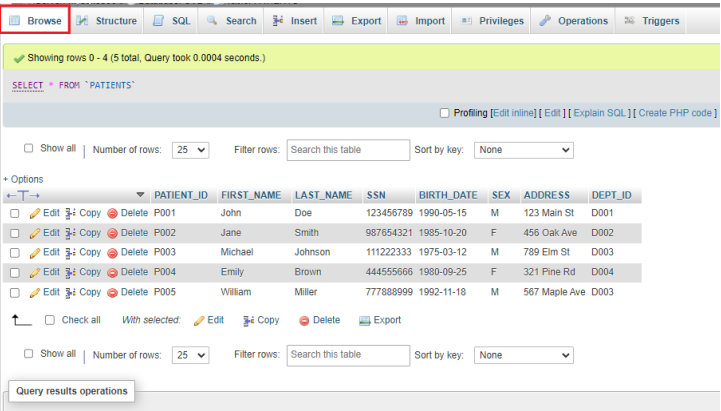 Browse Structure SQL Search Insert Export Import Privileges Operations Triggers
Showing rows 0 - 4 (5 total, Query took 0.0004 seconds.)
SELECT * FROM `PATIENTS`
Profiling [Edit inline] [ Edit ] [ Explain SQL ] [ Create PHP code ]
Show all | Number of rows: 25 Filter rows: Search this table Sort by key: None
+ Options
←T→ PATIENT_ID FIRST_NAME LAST_NAME SSN BIRTH_DATE SEX ADDRESS DEPT_ID
Edit Copy Delete P001 John Doe 123456789 1990-05-15 M 123 Main St D001
Edit Copy Delete P002 Jane Smith 987654321 1985-10-20 F 456 Oak Ave D002
Edit Copy Delete P003 Michael Johnson 111222333 1975-03-12 M 789 Elm St D003
Edit Copy Delete P004 Emily Brown 444555666 1980-09-25 F 321 Pine Rd D004
Edit Copy Delete P005 William Miller 777888999 1992-11-18 M 567 Maple Ave D003
Check all With selected: Edit Copy Delete Export
Show all | Number of rows: 25 Filter rows: Search this table Sort by key: None
Query results operations